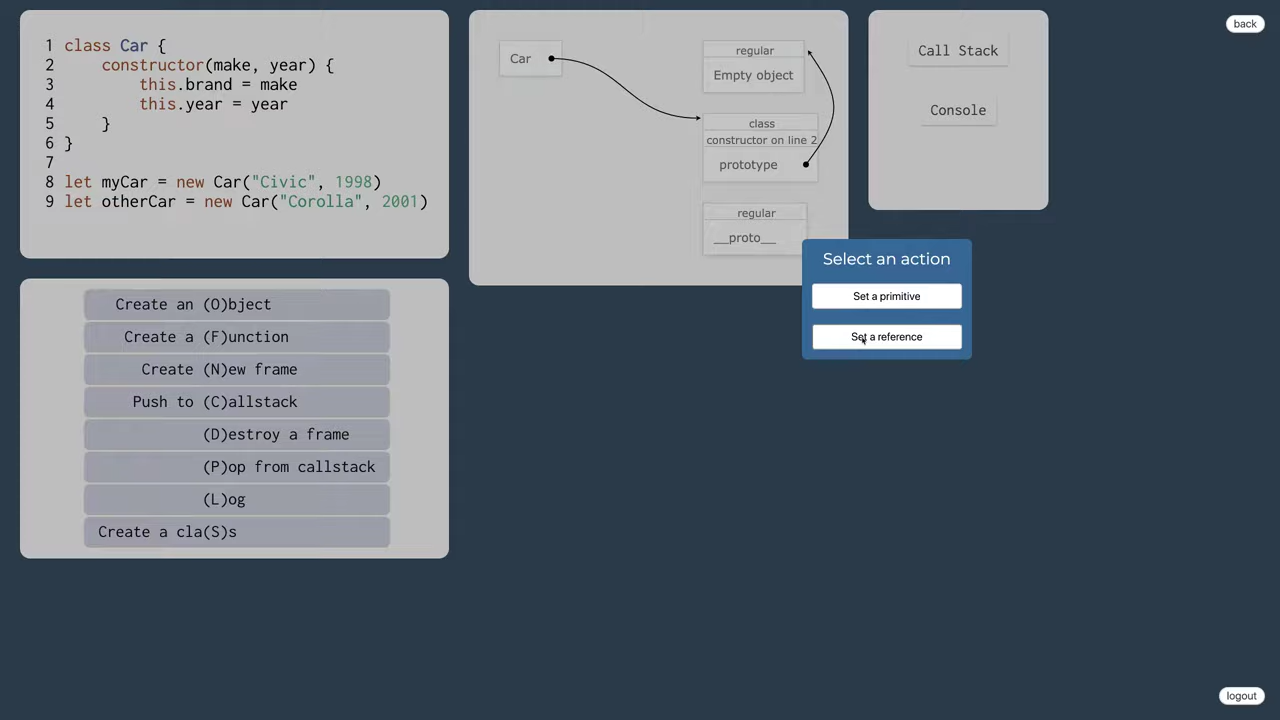 1 class Car {
2 constructor(make, year) {
3 this.brand = make
4 this.year = year
5 }
6 }
7
8 let myCar = new Car("Civic", 1998)
9 let otherCar = new Car("Corolla", 2001)
Create an (O)bject
Create a (F)unction
Create (N)ew frame
Push to (C)allstack
(D)estroy a frame
(P)op from callstack
(L)og
Create a cla(S)s
Car
regular
Empty object
class
constructor on line 2
prototype
regular
__proto__
Select an action
Set a primitive
Set a reference
Call Stack
Console
back
logout